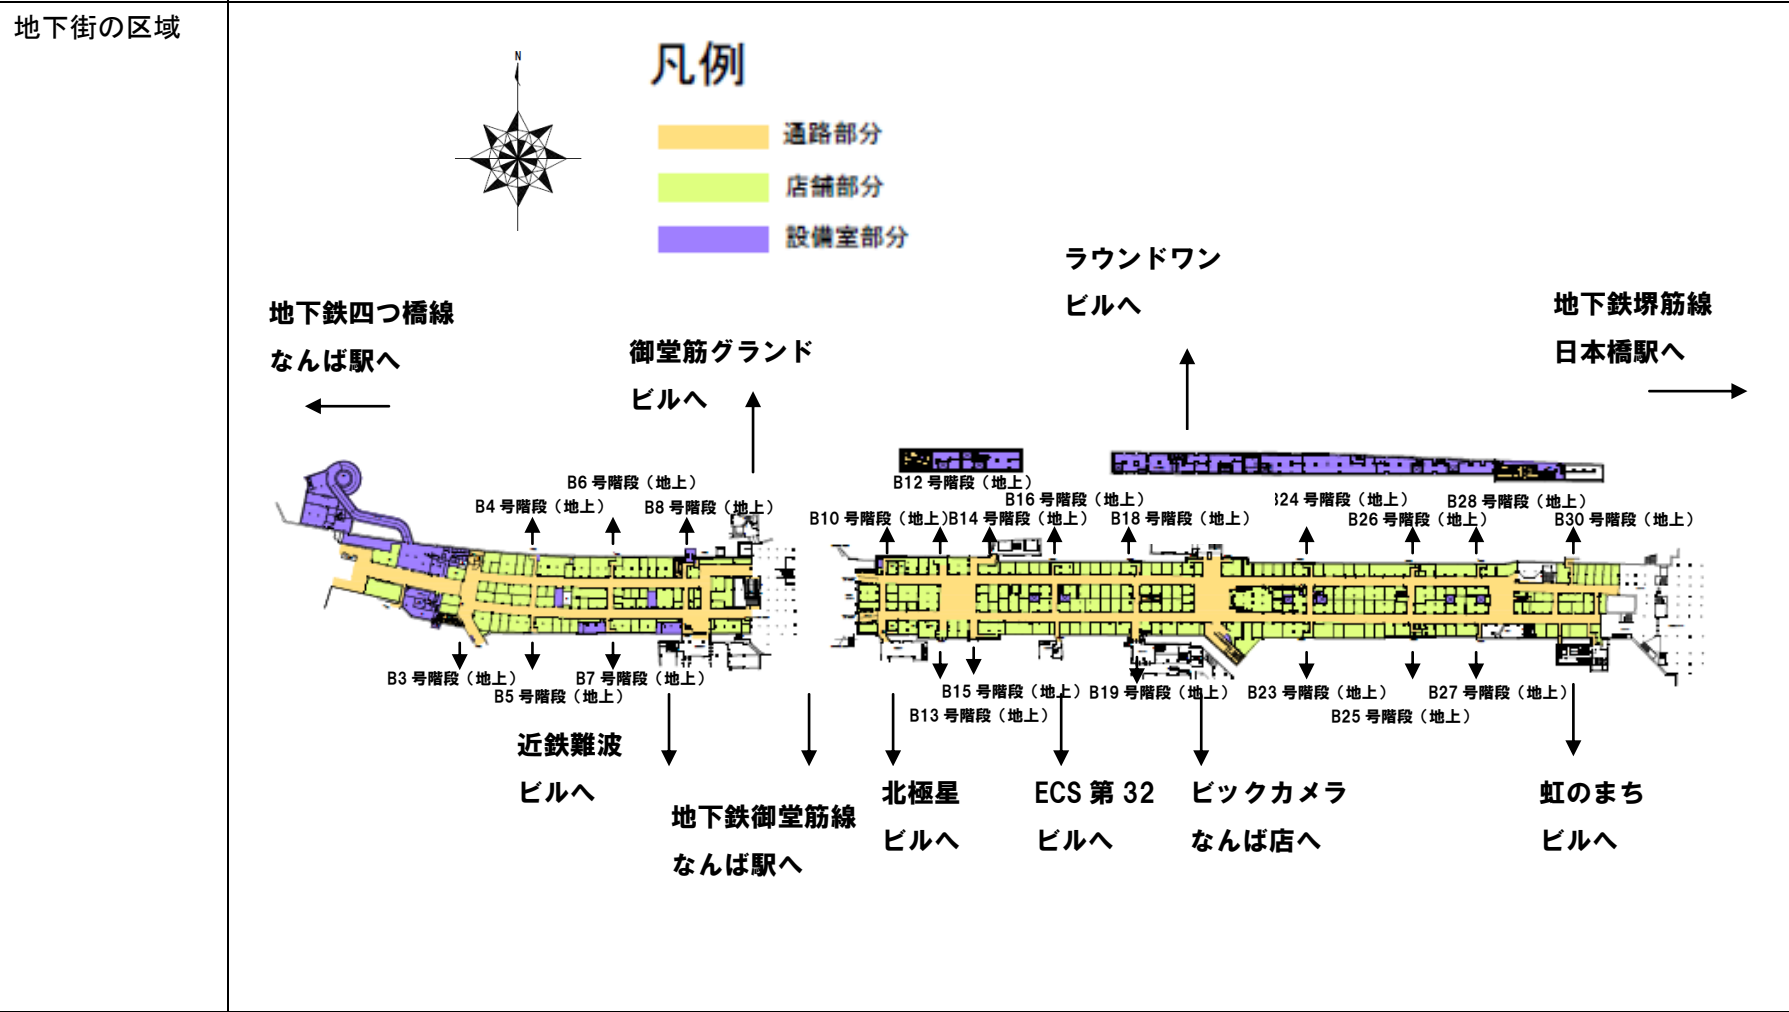 地下街の区域
N
凡例
通路部分
店舗部分
設備室部分
ラウンドワン
ビルへ
地下鉄四つ橋線
なんば駅へ
御堂筋グランド
ビルへ
地下鉄堺筋線
日本橋駅へ
B6 号階段（地上）
B4 号階段（地上）
B8 号階段（地上）
B12 号階段（地上）
B16 号階段（地上）
B10 号階段（地上）
B14 号階段（地上）
B18 号階段（地上）
24 号階段（地上）
B28 号階段（地上）
B26 号階段（地上）
B30 号階段（地上）
B3 号階段（地上）
B7 号階段（地上）
B5 号階段（地上）
B15 号階段（地上）
B19 号階段（地上）
B13 号階段（地上）
B23 号階段（地上）
B27 号階段（地上）
B25 号階段（地上）
近鉄難波
ビルへ
地下鉄御堂筋線
なんば駅へ
北極星
ビルへ
ECS 第 32
ビルへ
ビックカメラ
なんば店へ
虹のまち
ビルへ